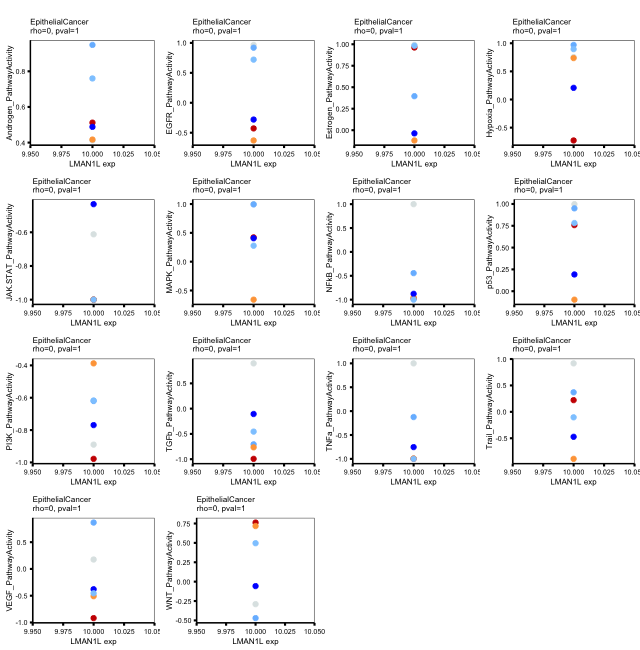 EpithelialCancer
rho=0, pval=1
Androgen_PathwayActivity
0.8
0.6
0.4
9.950 9.975 10.000 10.025 10.05
LMAN1L exp
EpithelialCancer
rho=0, pval=1
EGFR_PathwayActivity
1.0
0.5
0.0
-0.5
9.950 9.975 10.000 10.025 10.05
LMAN1L exp
EpithelialCancer
rho=0, pval=1
Estrogen_PathwayActivity
1.00
0.75
0.50
0.25
0.00
9.950 9.975 10.000 10.025 10.05
LMAN1L exp
EpithelialCancer
rho=0, pval=1
Hypoxia_PathwayActivity
1.0
0.5
0.0
-0.5
9.950 9.975 10.000 10.025 10.05
LMAN1L exp
EpithelialCancer
rho=0, pval=1
JAK.STAT_PathwayActivity
-0.6
-0.8
-1.0
9.950 9.975 10.000 10.025 10.05
LMAN1L exp
EpithelialCancer
rho=0, pval=1
MAPK_PathwayActivity
1.0
0.5
0.0
-0.5
9.950 9.975 10.000 10.025 10.05
LMAN1L exp
EpithelialCancer
rho=0, pval=1
NFkB_PathwayActivity
1.0
0.5
0.0
-0.5
-1.0
9.950 9.975 10.000 10.025 10.05
LMAN1L exp
EpithelialCancer
rho=0, pval=1
p53_PathwayActivity
1.00
0.75
0.50
0.25
0.00
9.950 9.975 10.000 10.025 10.05
LMAN1L exp
EpithelialCancer
rho=0, pval=1
PI3K_PathwayActivity
-0.4
-0.6
-0.8
-1.0
9.950 9.975 10.000 10.025 10.05
LMAN1L exp
EpithelialCancer
rho=0, pval=1
TGFb_PathwayActivity
0.5
0.0
-0.5
-1.0
9.950 9.975 10.000 10.025 10.05
LMAN1L exp
EpithelialCancer
rho=0, pval=1
TNFa_PathwayActivity
1.0
0.5
0.0
-0.5
-1.0
9.950 9.975 10.000 10.025 10.05
LMAN1L exp
EpithelialCancer
rho=0, pval=1
Trail_PathwayActivity
1.0
0.5
0.0
-0.5
9.950 9.975 10.000 10.025 10.05
LMAN1L exp
EpithelialCancer
rho=0, pval=1
VEGF_PathwayActivity
0.5
0.0
-0.5
-1.0
9.950 9.975 10.000 10.025 10.05
LMAN1L exp
EpithelialCancer
rho=0, pval=1
WNT_PathwayActivity
0.75
0.50
0.25
0.00
-0.25
-0.50
9.950 9.975 10.000 10.025 10.050
LMAN1L exp